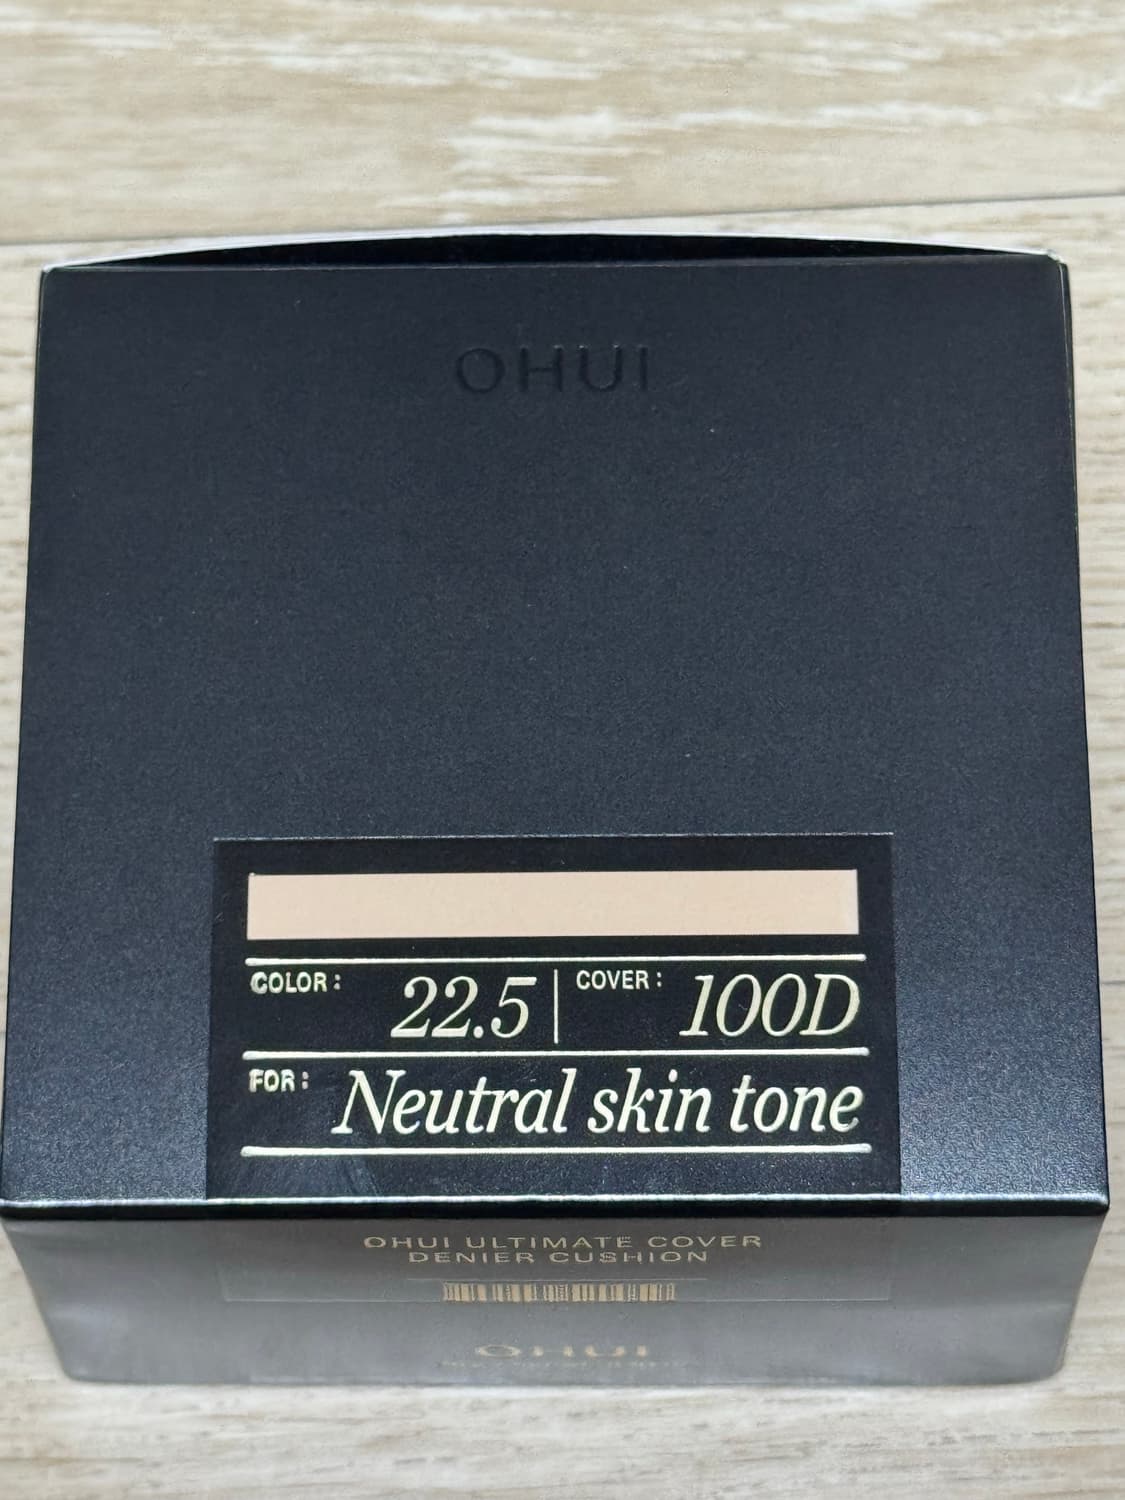 OHUI
COLOR: 22.5 | COVER: 100D
FOR: Neutral skin tone
OHUI ULTIMATE COVER
DENIER CUSHION
OHUI